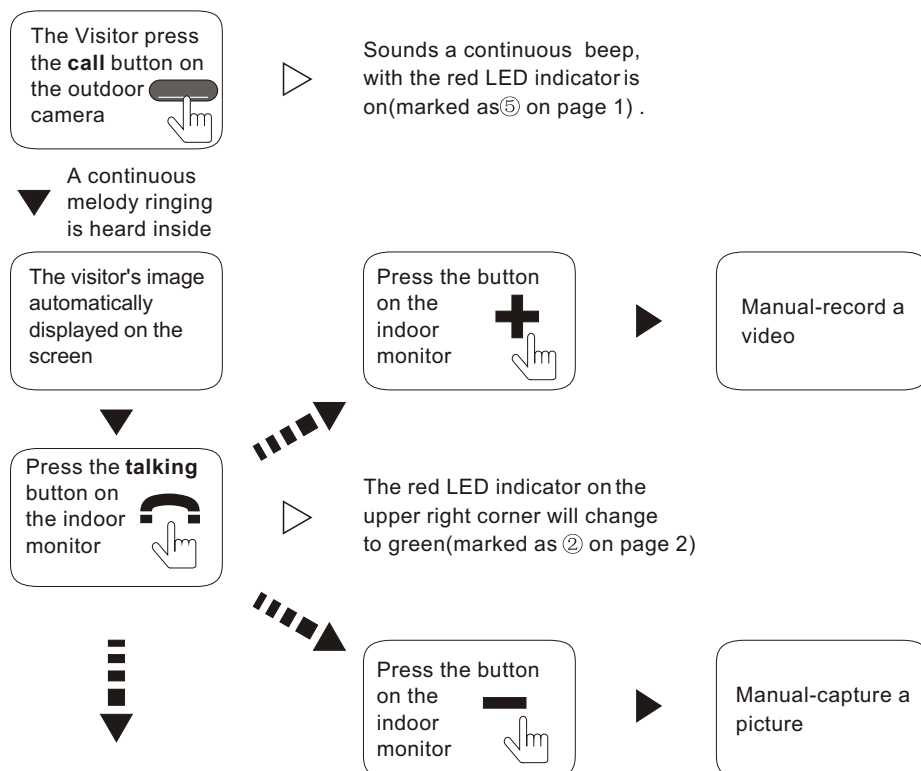 The Visitor press
the call button on
the outdoor
camera
Sounds a continuous beep,
with the red LED indicator is
on(marked as⑤ on page 1) .
A continuous
melody ringing
is heard inside
The visitor's image
automatically
displayed on the
screen
Press the button
on the
indoor
monitor
Manual-record a
video
Press the talking
button on
the indoor
monitor
The red LED indicator on the
upper right corner will change
to green(marked as ② on page 2)
Press the button
on the
indoor
monitor
Manual-capture a
picture